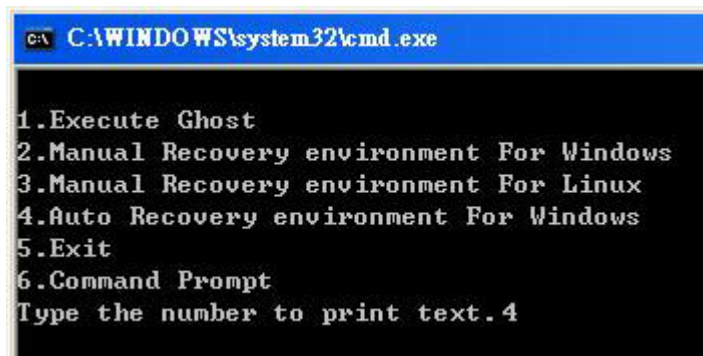 C:\WINDOWS\system32\cmd.exe
1.Execute Ghost
2.Manual Recovery environment For Windows
3.Manual Recovery environment For Linux
4.Auto Recovery environment For Windows
5.Exit
6.Command Prompt
Type the number to print text.4